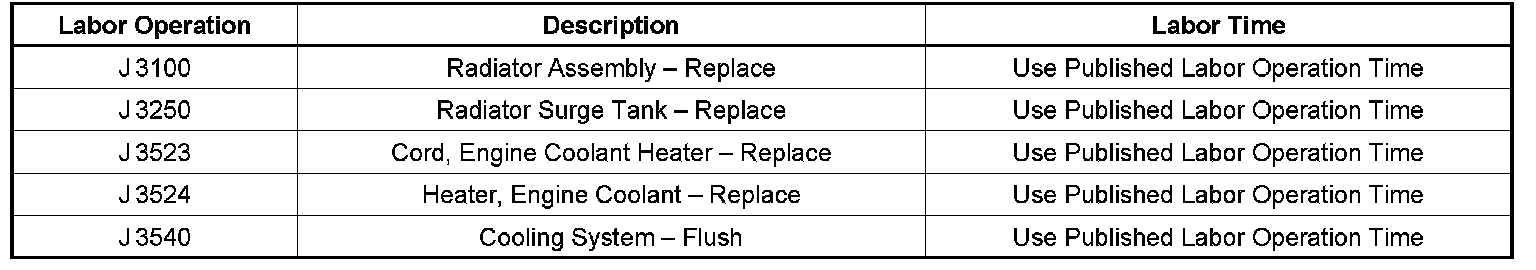 Labor Operation Description Labor Time
J 3100 Radiator Assembly – Replace Use Published Labor Operation Time
J 3250 Radiator Surge Tank – Replace Use Published Labor Operation Time
J 3523 Cord, Engine Coolant Heater – Replace Use Published Labor Operation Time
J 3524 Heater, Engine Coolant – Replace Use Published Labor Operation Time
J 3540 Cooling System – Flush Use Published Labor Operation Time